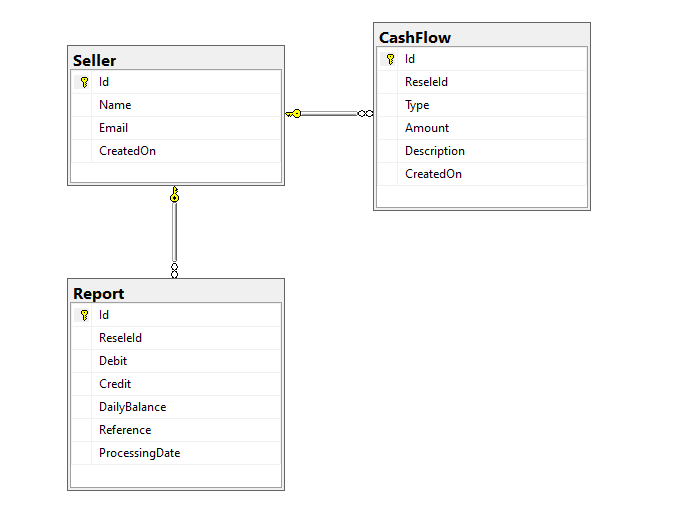 Seller
Id
Name
Email
CreatedOn
CashFlow
Id
ReseleId
Type
Amount
Description
CreatedOn
Report
Id
ReseleId
Debit
Credit
DailyBalance
Reference
ProcessingDate